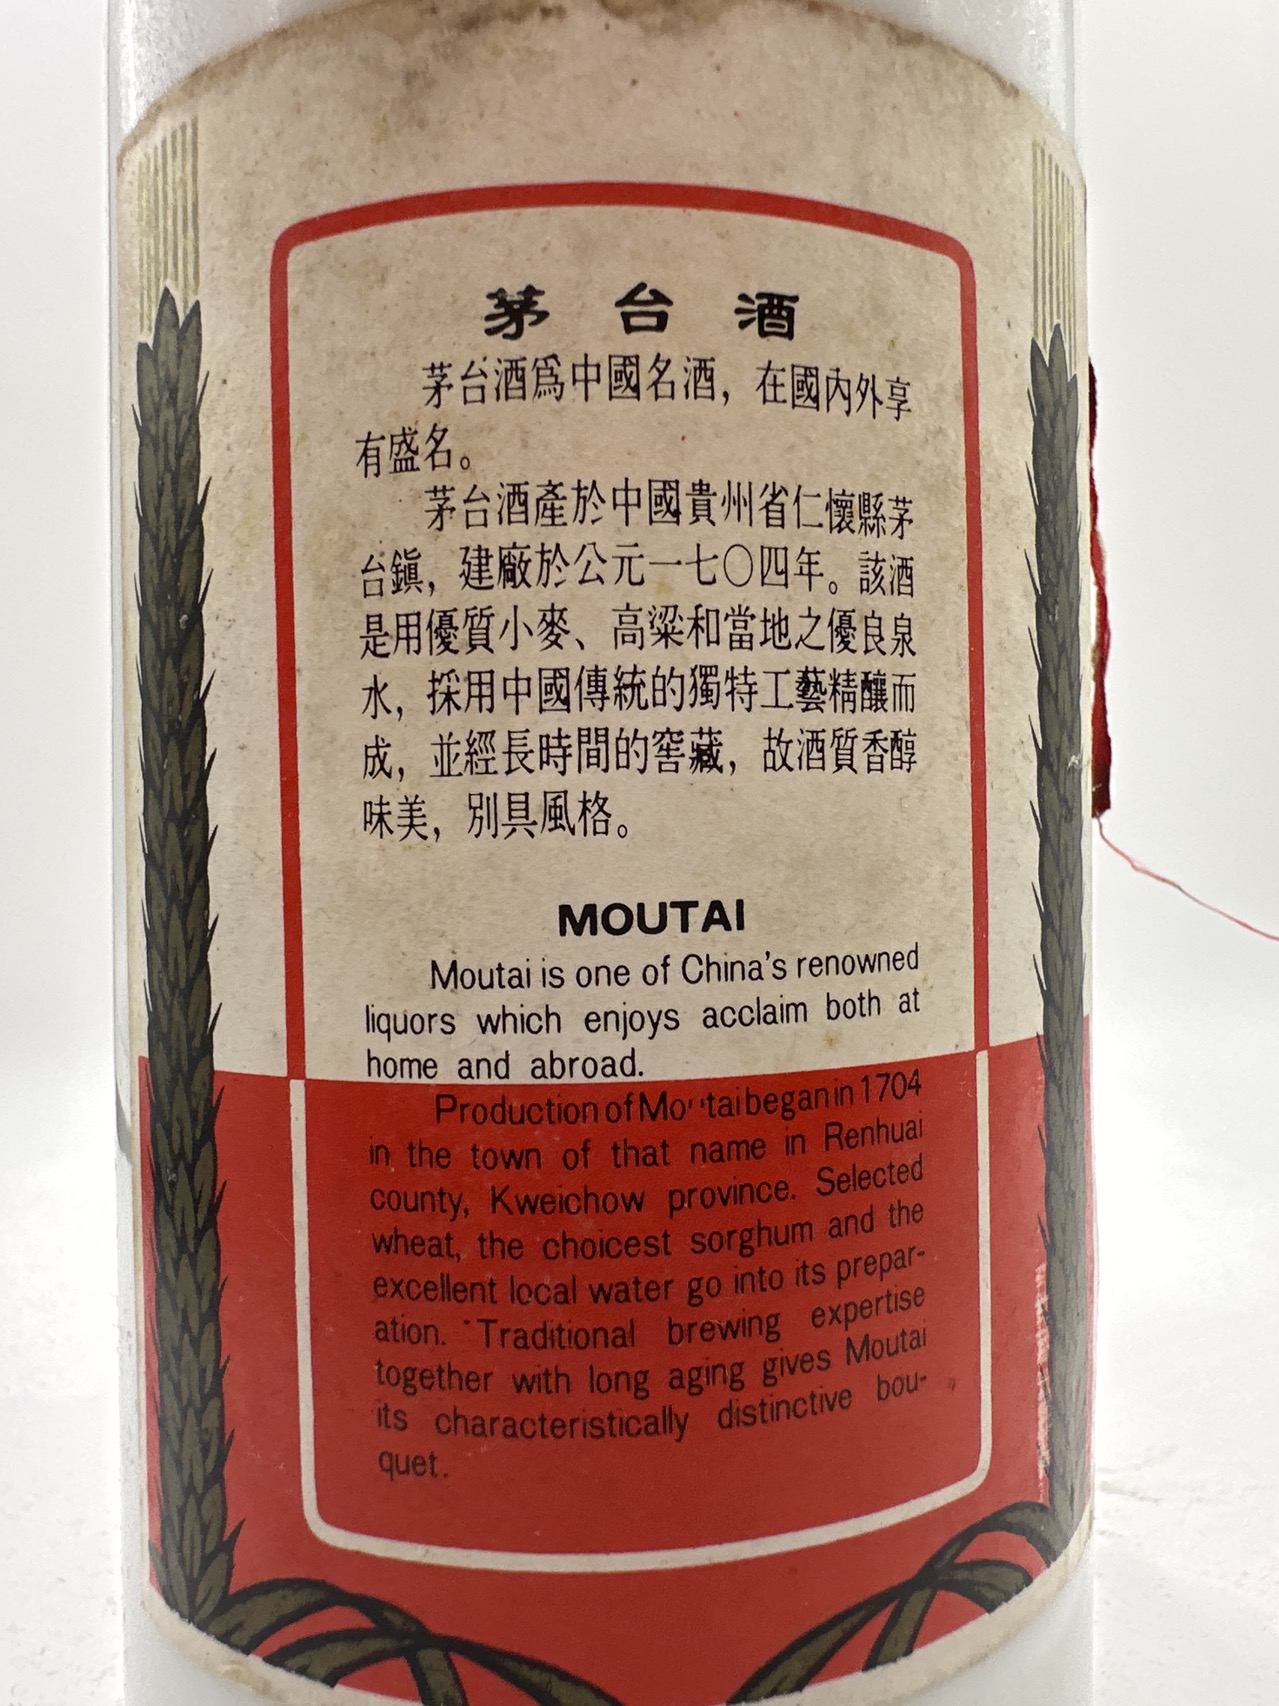 茅台酒
茅台酒爲中國名酒，在國內外享
有盛名。
茅台酒產於中國貴州省仁懷縣茅
台鎭，建廠於公元一七〇四年。該酒
是用優質小麥、高粱和當地之優良泉
水，採用中國傳統的獨特工藝精釀而
成，並經長時間的窖藏，故酒質香醇
味美，別具風格。
MOUTAI
Moutai is one of China's renowned
liquors which enjoys acclaim both at
home and abroad.
Production of Moutai began in 1704
in the town of that name in Renhuai
county, Kweichow province. Selected
wheat, the choicest sorghum and the
excellent local water go into its prepar-
ation. Traditional brewing expertise
together with long aging gives Moutai
its characteristically distinctive bou-
quet.